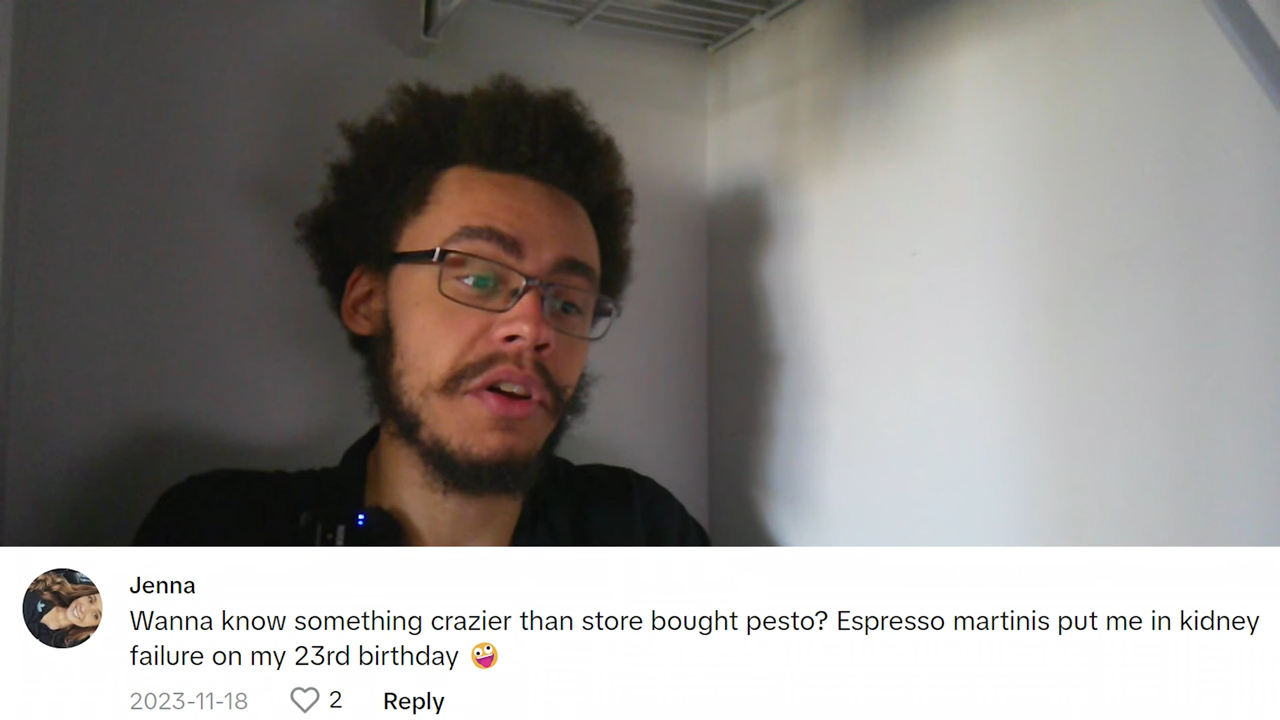 Jenna
Wanna know something crazier than store bought pesto? Espresso martinis put me in kidney
failure on my 23rd birthday 🤪
2023-11-18 2 Reply